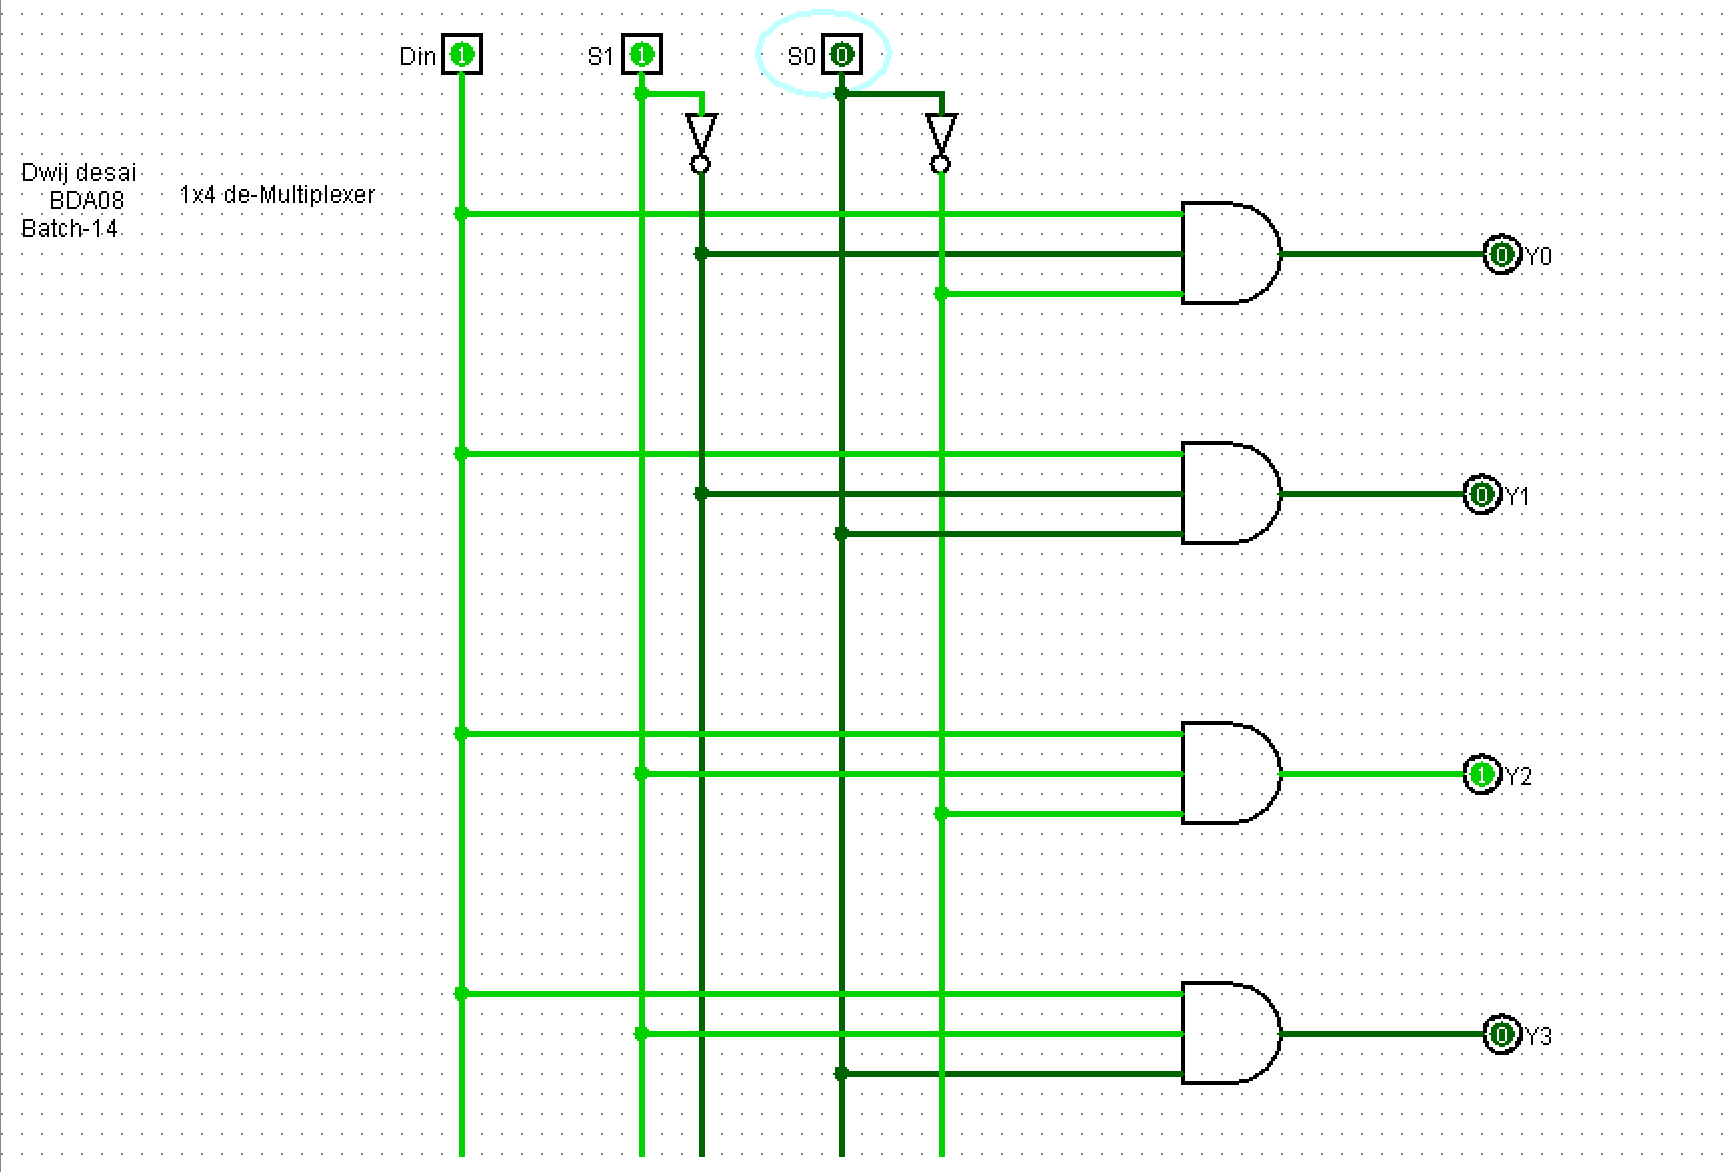 Din 1
S1 1
S0 0
Dwij desai
BDA08
Batch-14
1x4 de-Multiplexer
0 Y0
0 Y1
1 Y2
0 Y3